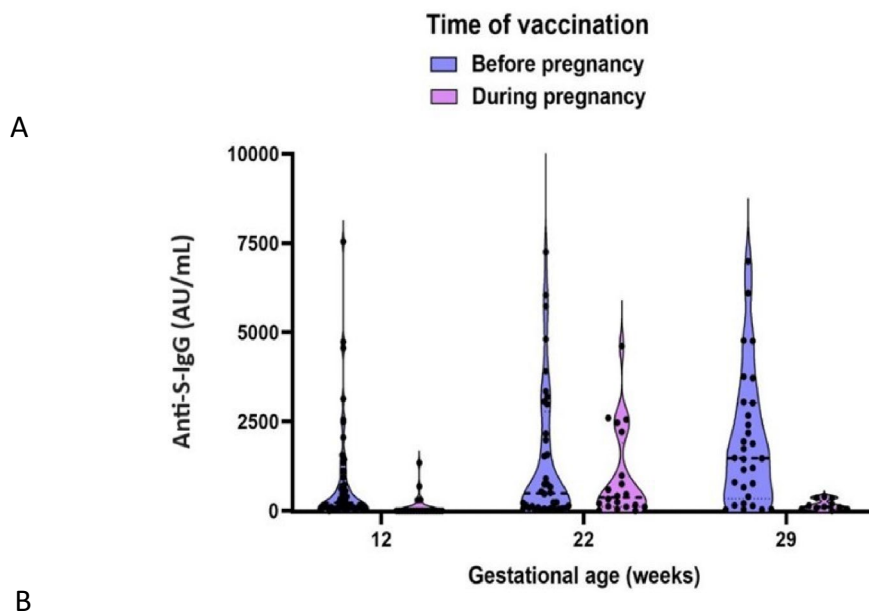 Time of vaccination
Before pregnancy
During pregnancy
A
10000
7500
5000
2500
0
Anti-S-IgG (AU/mL)
12
22
29
Gestational age (weeks)
B